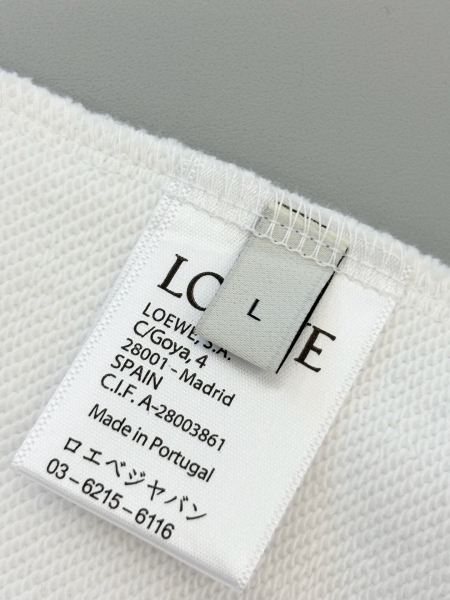 LO E
L
LOEWE, S.A.
C/Goya, 4
28001 - Madrid
SPAIN
C.I.F. A-28003861
Made in Portugal
ロエベジャパン
03-6215-6116